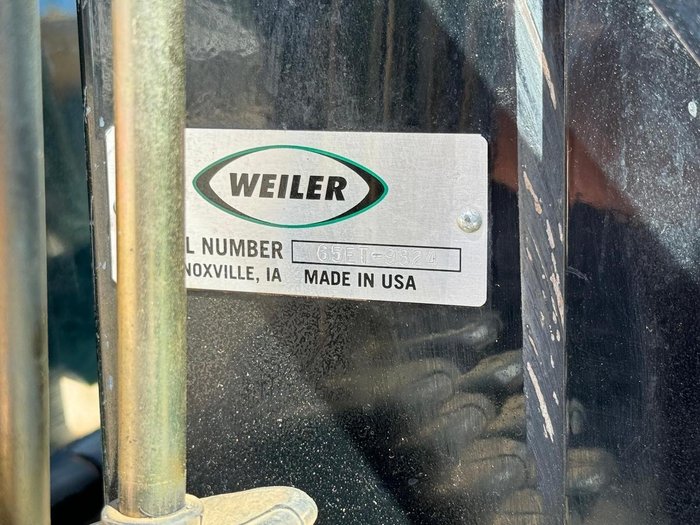 WEILER
L NUMBER
NOXVILLE, IA MADE IN USA